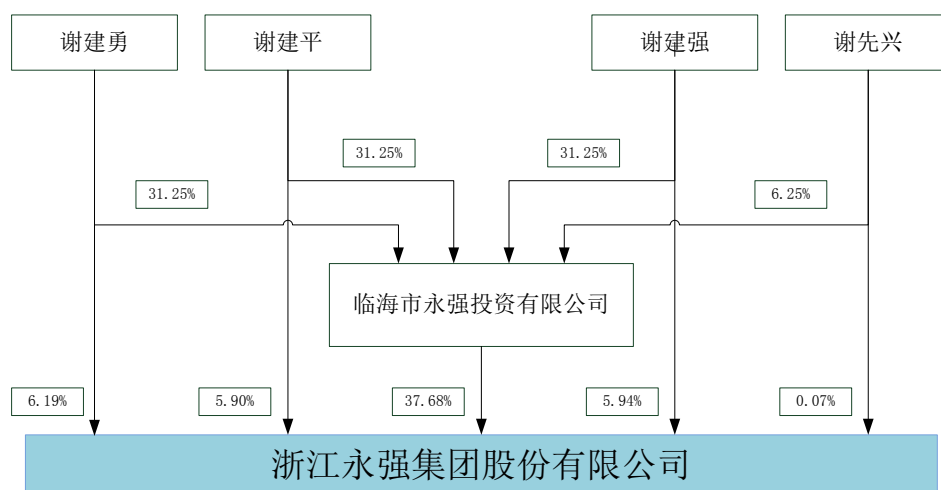 谢建勇
谢建平
谢建强
谢先兴
31.25%
31.25%
31.25%
6.25%
临海市永强投资有限公司
6.19%
5.90%
37.68%
5.94%
0.07%
浙江永强集团股份有限公司